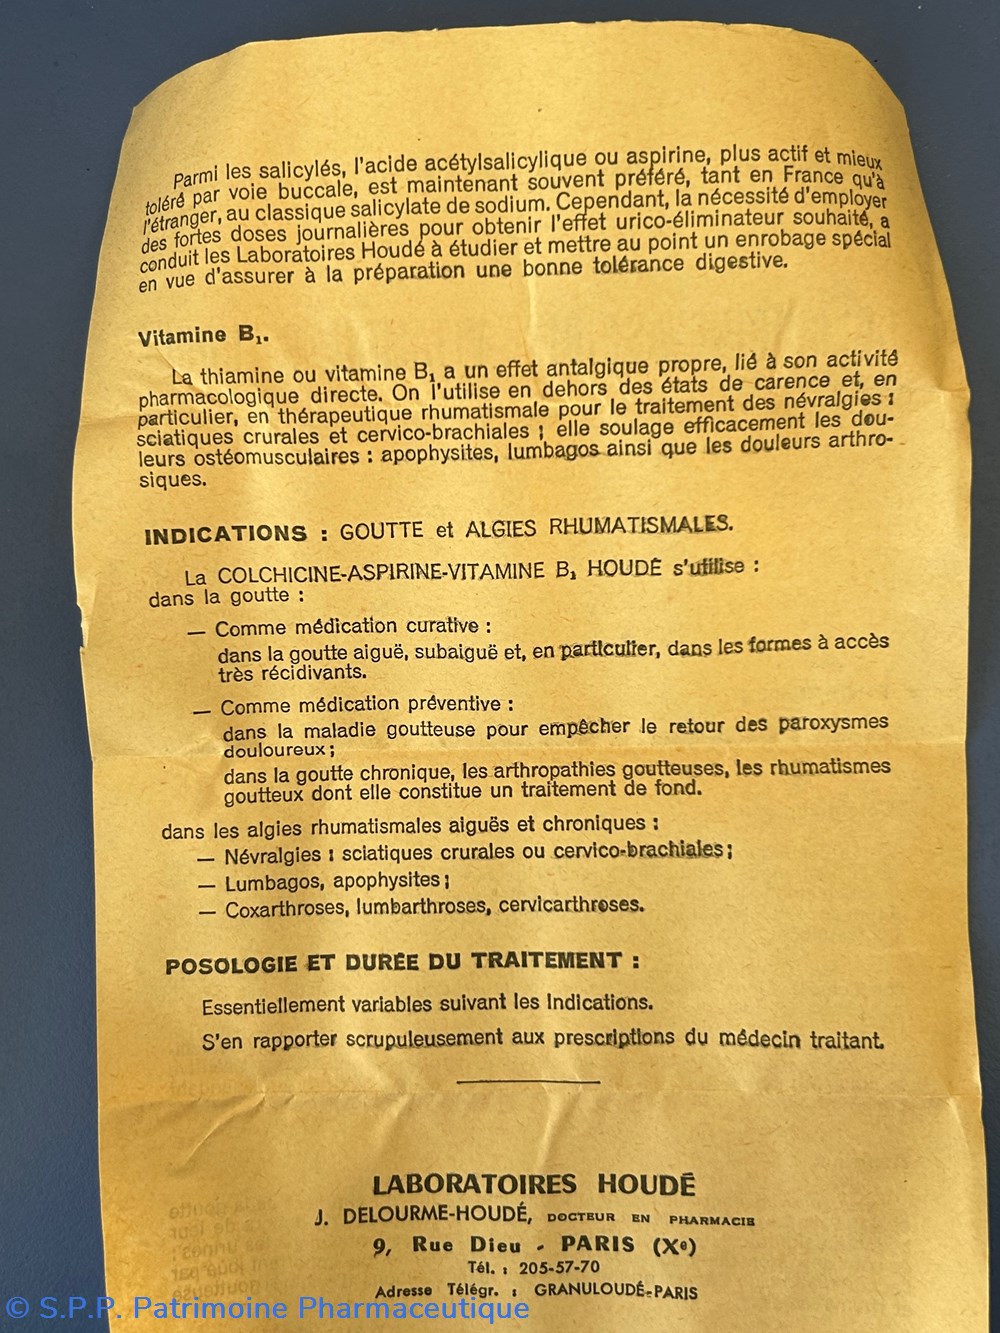 Parmi les salicylés, l'acide acétylsalicylique ou aspirine, plus actif et mieux
toléré par voie buccale, est maintenant souvent préféré, tant en France qu'à
l'étranger, au classique salicylate de sodium. Cependant, la nécessité d'employer
des fortes doses journalières pour obtenir l'effet urico-éliminateur souhaité, a
conduit les Laboratoires Houdé à étudier et mettre au point un enrobage spécial
en vue d'assurer à la préparation une bonne tolérance digestive.
Vitamine B₁.
La thiamine ou vitamine B₁ a un effet antalgique propre, lié à son activité
pharmacologique directe. On l'utilise en dehors des états de carence et, en
particulier, en thérapeutique rhumatismale pour le traitement des névralgies :
sciatiques crurales et cervico-brachiales ; elle soulage efficacement les dou-
leurs ostéomusculaires : apophysites, lumbagos ainsi que les douleurs arthro-
siques.
INDICATIONS : GOUTTE et ALGIES RHUMATISMALES.
La COLCHICINE-ASPIRINE-VITAMINE B₁ HOUDÉ s'utilise :
dans la goutte :
— Comme médication curative :
dans la goutte aiguë, subaiguë et, en particulier, dans les formes à accès
très récidivants.
— Comme médication préventive :
dans la maladie goutteuse pour empêcher le retour des paroxysmes
douloureux ;
dans la goutte chronique, les arthropathies goutteuses, les rhumatismes
goutteux dont elle constitue un traitement de fond.
dans les algies rhumatismales aiguës et chroniques :
— Névralgies : sciatiques crurales ou cervico-brachiales ;
— Lumbagos, apophysites ;
— Coxarthroses, lumbarthroses, cervicarthroses.
POSOLOGIE ET DURÉE DU TRAITEMENT :
Essentiellement variables suivant les Indications.
S'en rapporter scrupuleusement aux prescriptions du médecin traitant.
LABORATOIRES HOUDÉ
J. DELOURME-HOUDÉ, DOCTEUR EN PHARMACIE
9, Rue Dieu - PARIS (Xᵉ)
Tél. : 205-57-70
Adresse Télégr. : GRANULOUDÉ-PARIS
© S.P.P. Patrimoine Pharmaceutique